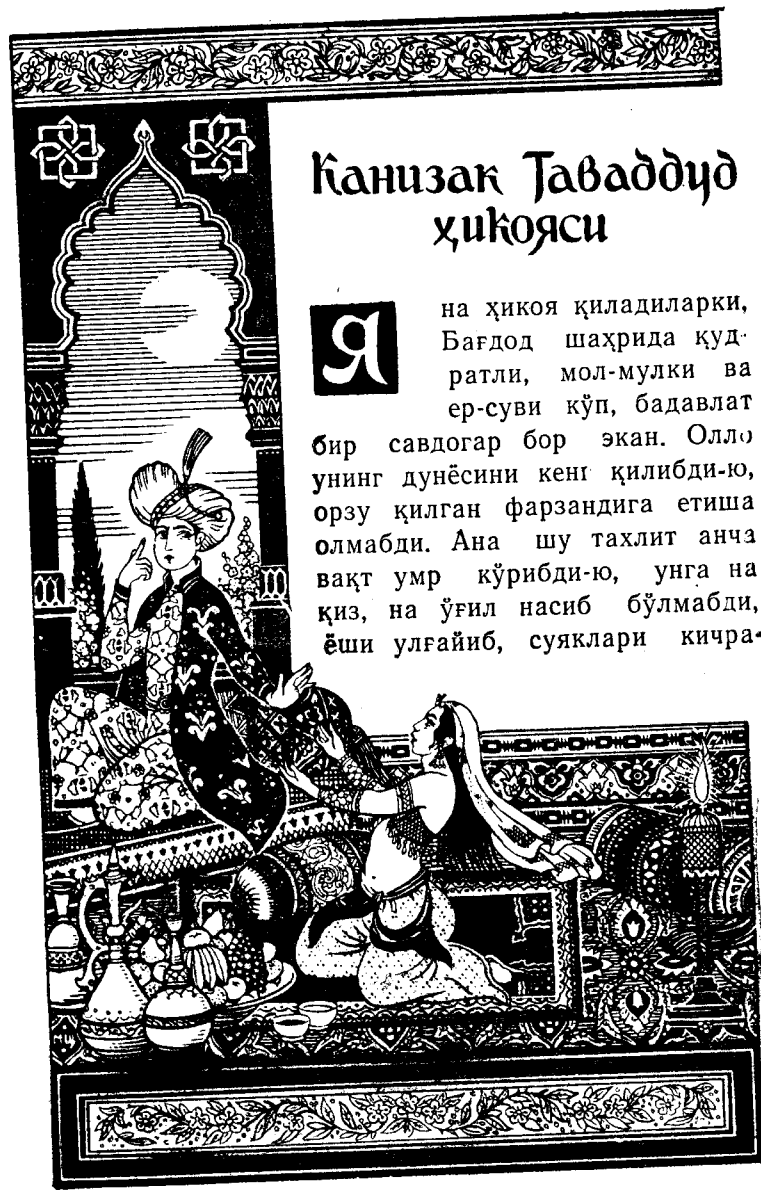 Канизак Таваддуд
ҳикояси
Яна ҳикоя қиладиларки,
Бағдод шаҳрида қуд-
ратли, мол-мулки ва
ер-суви кўп, бадавлат
бир савдогар бор экан. Олло
унинг дунёсини кенг қилибди-ю,
орзу қилган фарзандига етиша
олмабди. Ана шу тахлит анча
вақт умр кўрибди-ю, унга на
қиз, на ўғил насиб бўлмабди,
ёши улғайиб, суяклари кичра-